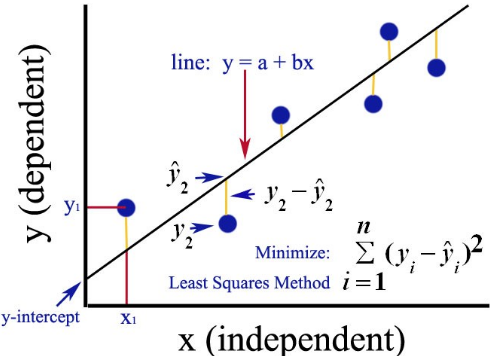 line: y = a + bx
y (dependent)
ŷ₂
y₂ − ŷ₂
y₁
y₂
Minimize: n Σ i = 1 (yᵢ − ŷᵢ)²
Least Squares Method
y-intercept
x₁
x (independent)